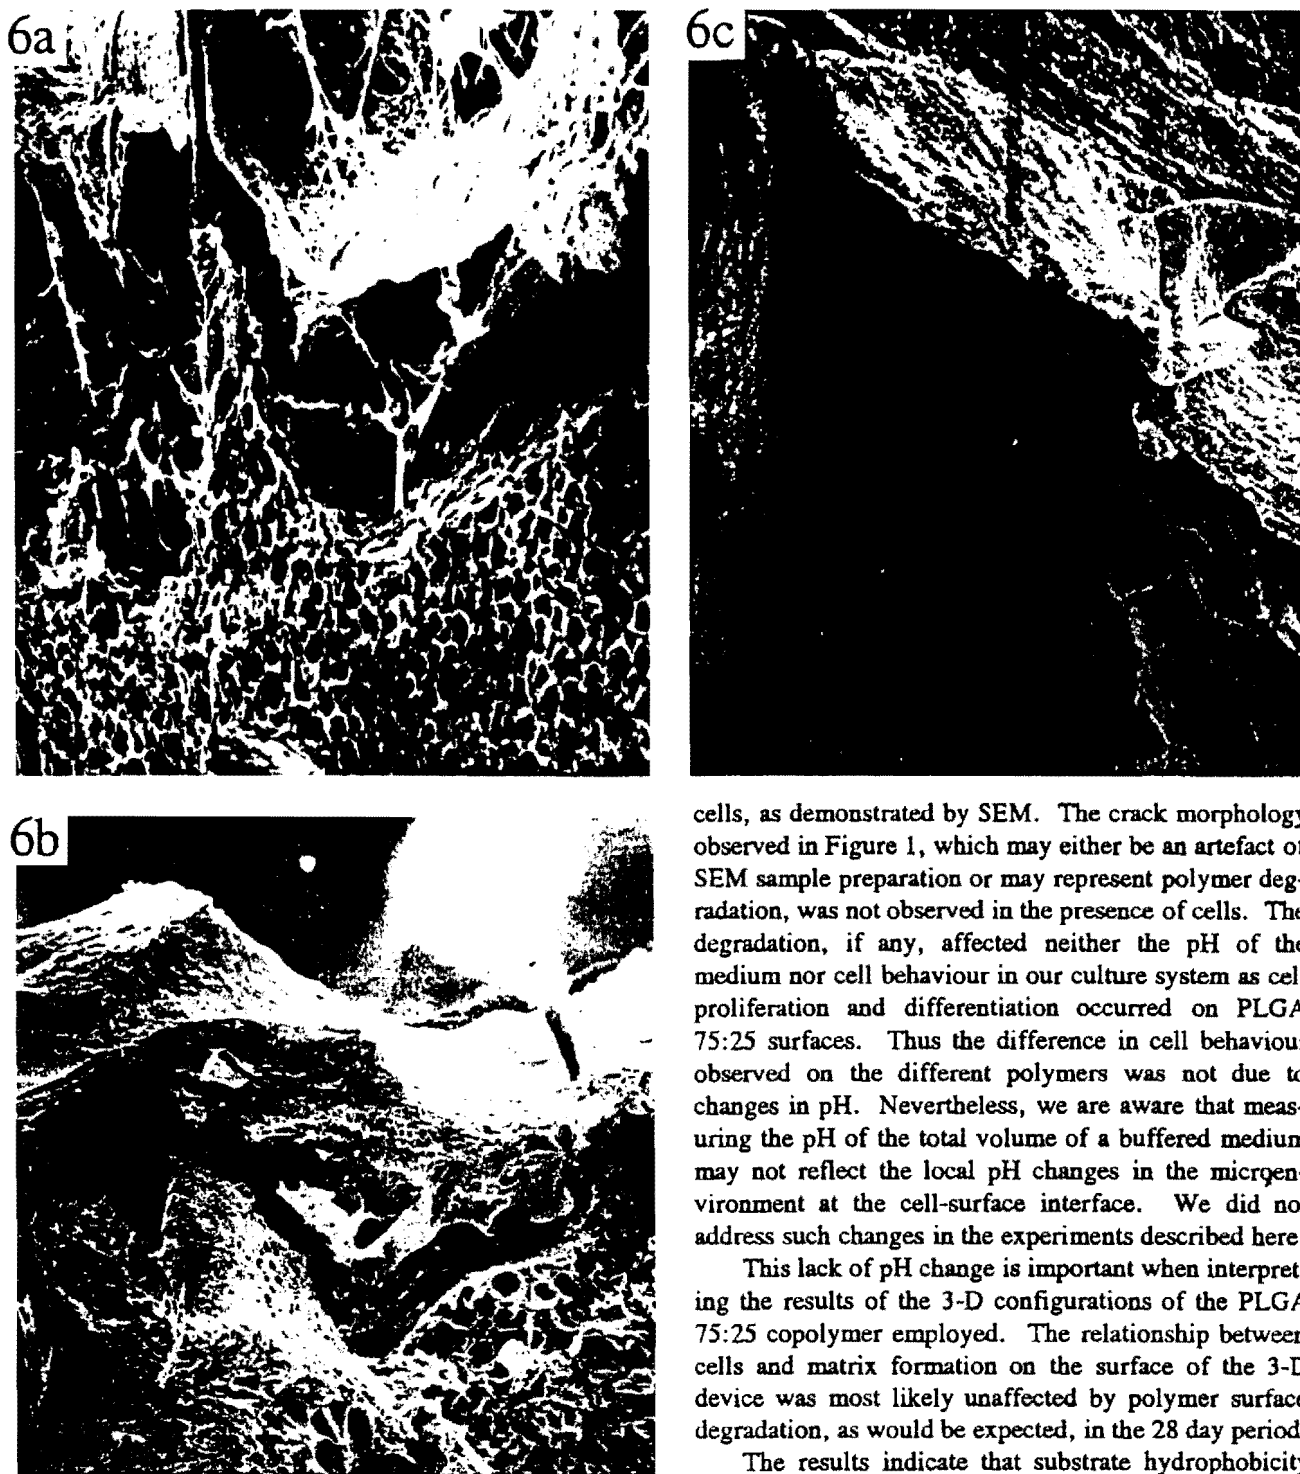 6a
6c
6b
cells, as demonstrated by SEM. The crack morphology
observed in Figure 1, which may either be an artefact of
SEM sample preparation or may represent polymer deg-
radation, was not observed in the presence of cells. The
degradation, if any, affected neither the pH of the
medium nor cell behaviour in our culture system as cel
proliferation and differentiation occurred on PLGA
75:25 surfaces. Thus the difference in cell behaviour
observed on the different polymers was not due to
changes in pH. Nevertheless, we are aware that meas-
uring the pH of the total volume of a buffered medium
may not reflect the local pH changes in the microen-
vironment at the cell-surface interface. We did no
address such changes in the experiments described here
This lack of pH change is important when interpret-
ing the results of the 3-D configurations of the PLGA
75:25 copolymer employed. The relationship between
cells and matrix formation on the surface of the 3-D
device was most likely unaffected by polymer surface
degradation, as would be expected, in the 28 day period
The results indicate that substrate hydrophobicity